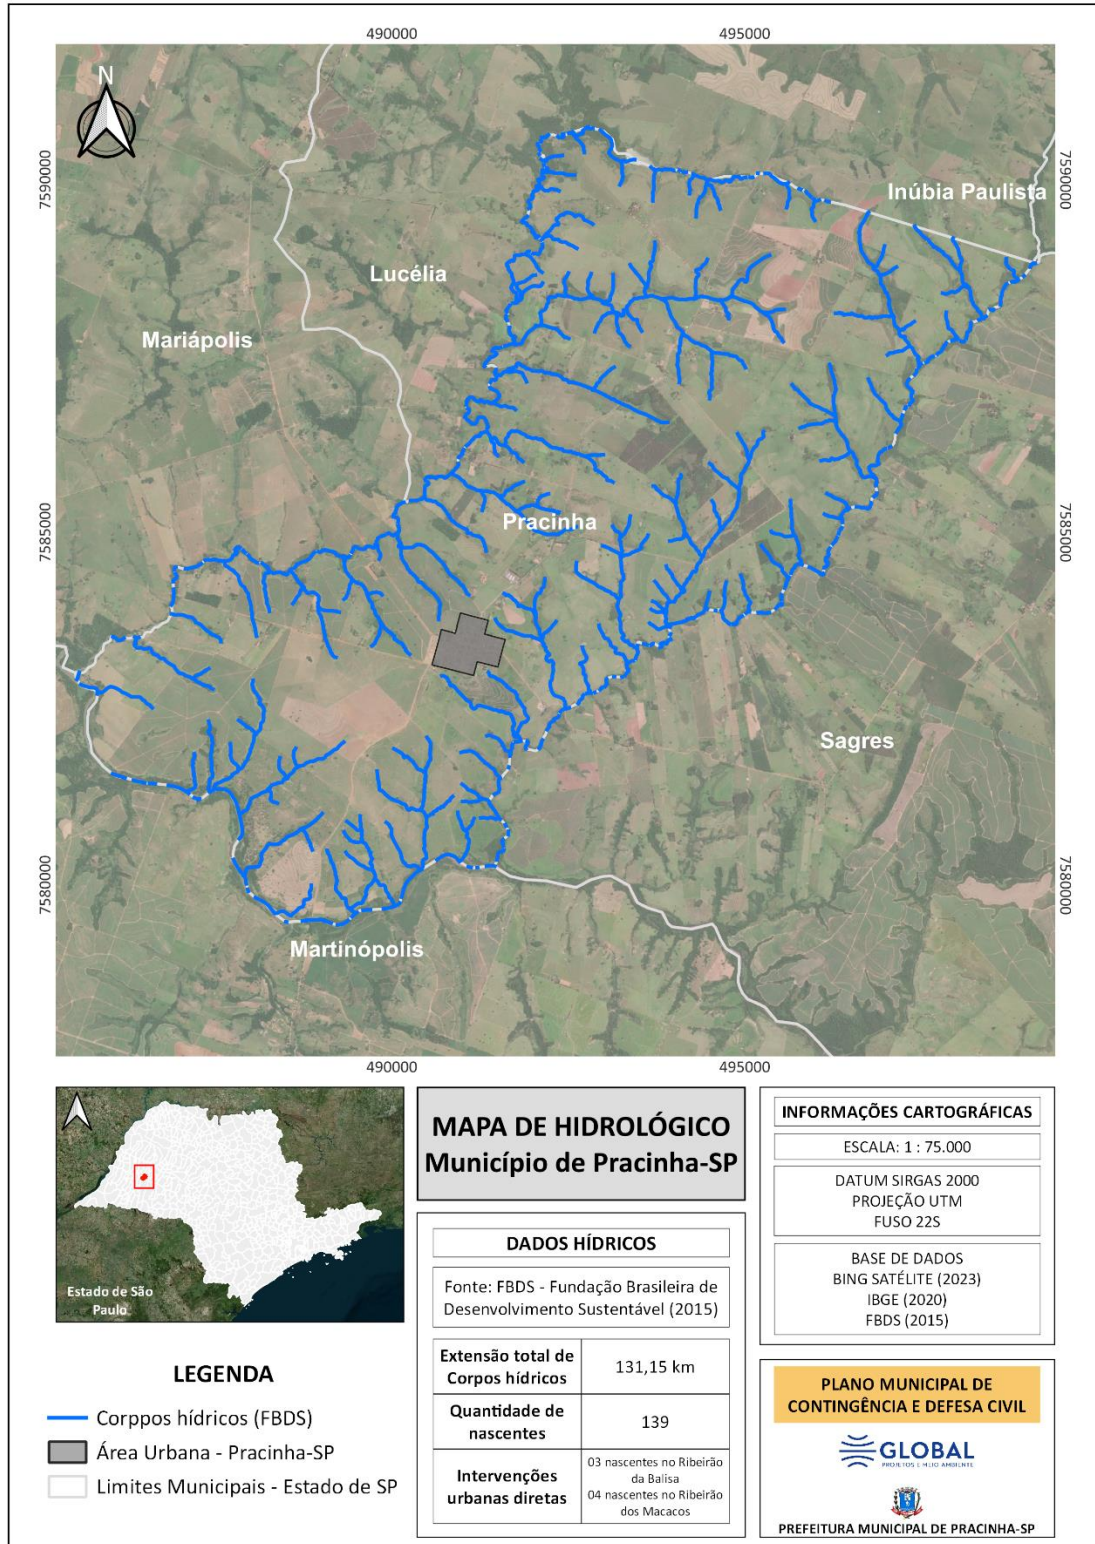 490000
495000
N
7590000
7590000
Inúbia Paulista
Lucélia
Mariápolis
7585000
7585000
Pracinha
Sagres
7580000
7580000
Martinópolis
490000
495000
Estado de São
Paulo
LEGENDA
Corppos hídricos (FBDS)
Área Urbana - Pracinha-SP
Limites Municipais - Estado de SP
MAPA DE HIDROLÓGICO
Município de Pracinha-SP
DADOS HÍDRICOS
Fonte: FBDS - Fundação Brasileira de
Desenvolvimento Sustentável (2015)
Extensão total de
Corpos hídricos
131,15 km
Quantidade de
nascentes
139
Intervenções
urbanas diretas
03 nascentes no Ribeirão
da Balisa
04 nascentes no Ribeirão
dos Macacos
INFORMAÇÕES CARTOGRÁFICAS
ESCALA: 1 : 75.000
DATUM SIRGAS 2000
PROJEÇÃO UTM
FUSO 22S
BASE DE DADOS
BING SATÉLITE (2023)
IBGE (2020)
FBDS (2015)
PLANO MUNICIPAL DE
CONTINGÊNCIA E DEFESA CIVIL
GLOBAL
PROJETOS E MEIO AMBIENTE
PREFEITURA MUNICIPAL DE PRACINHA-SP